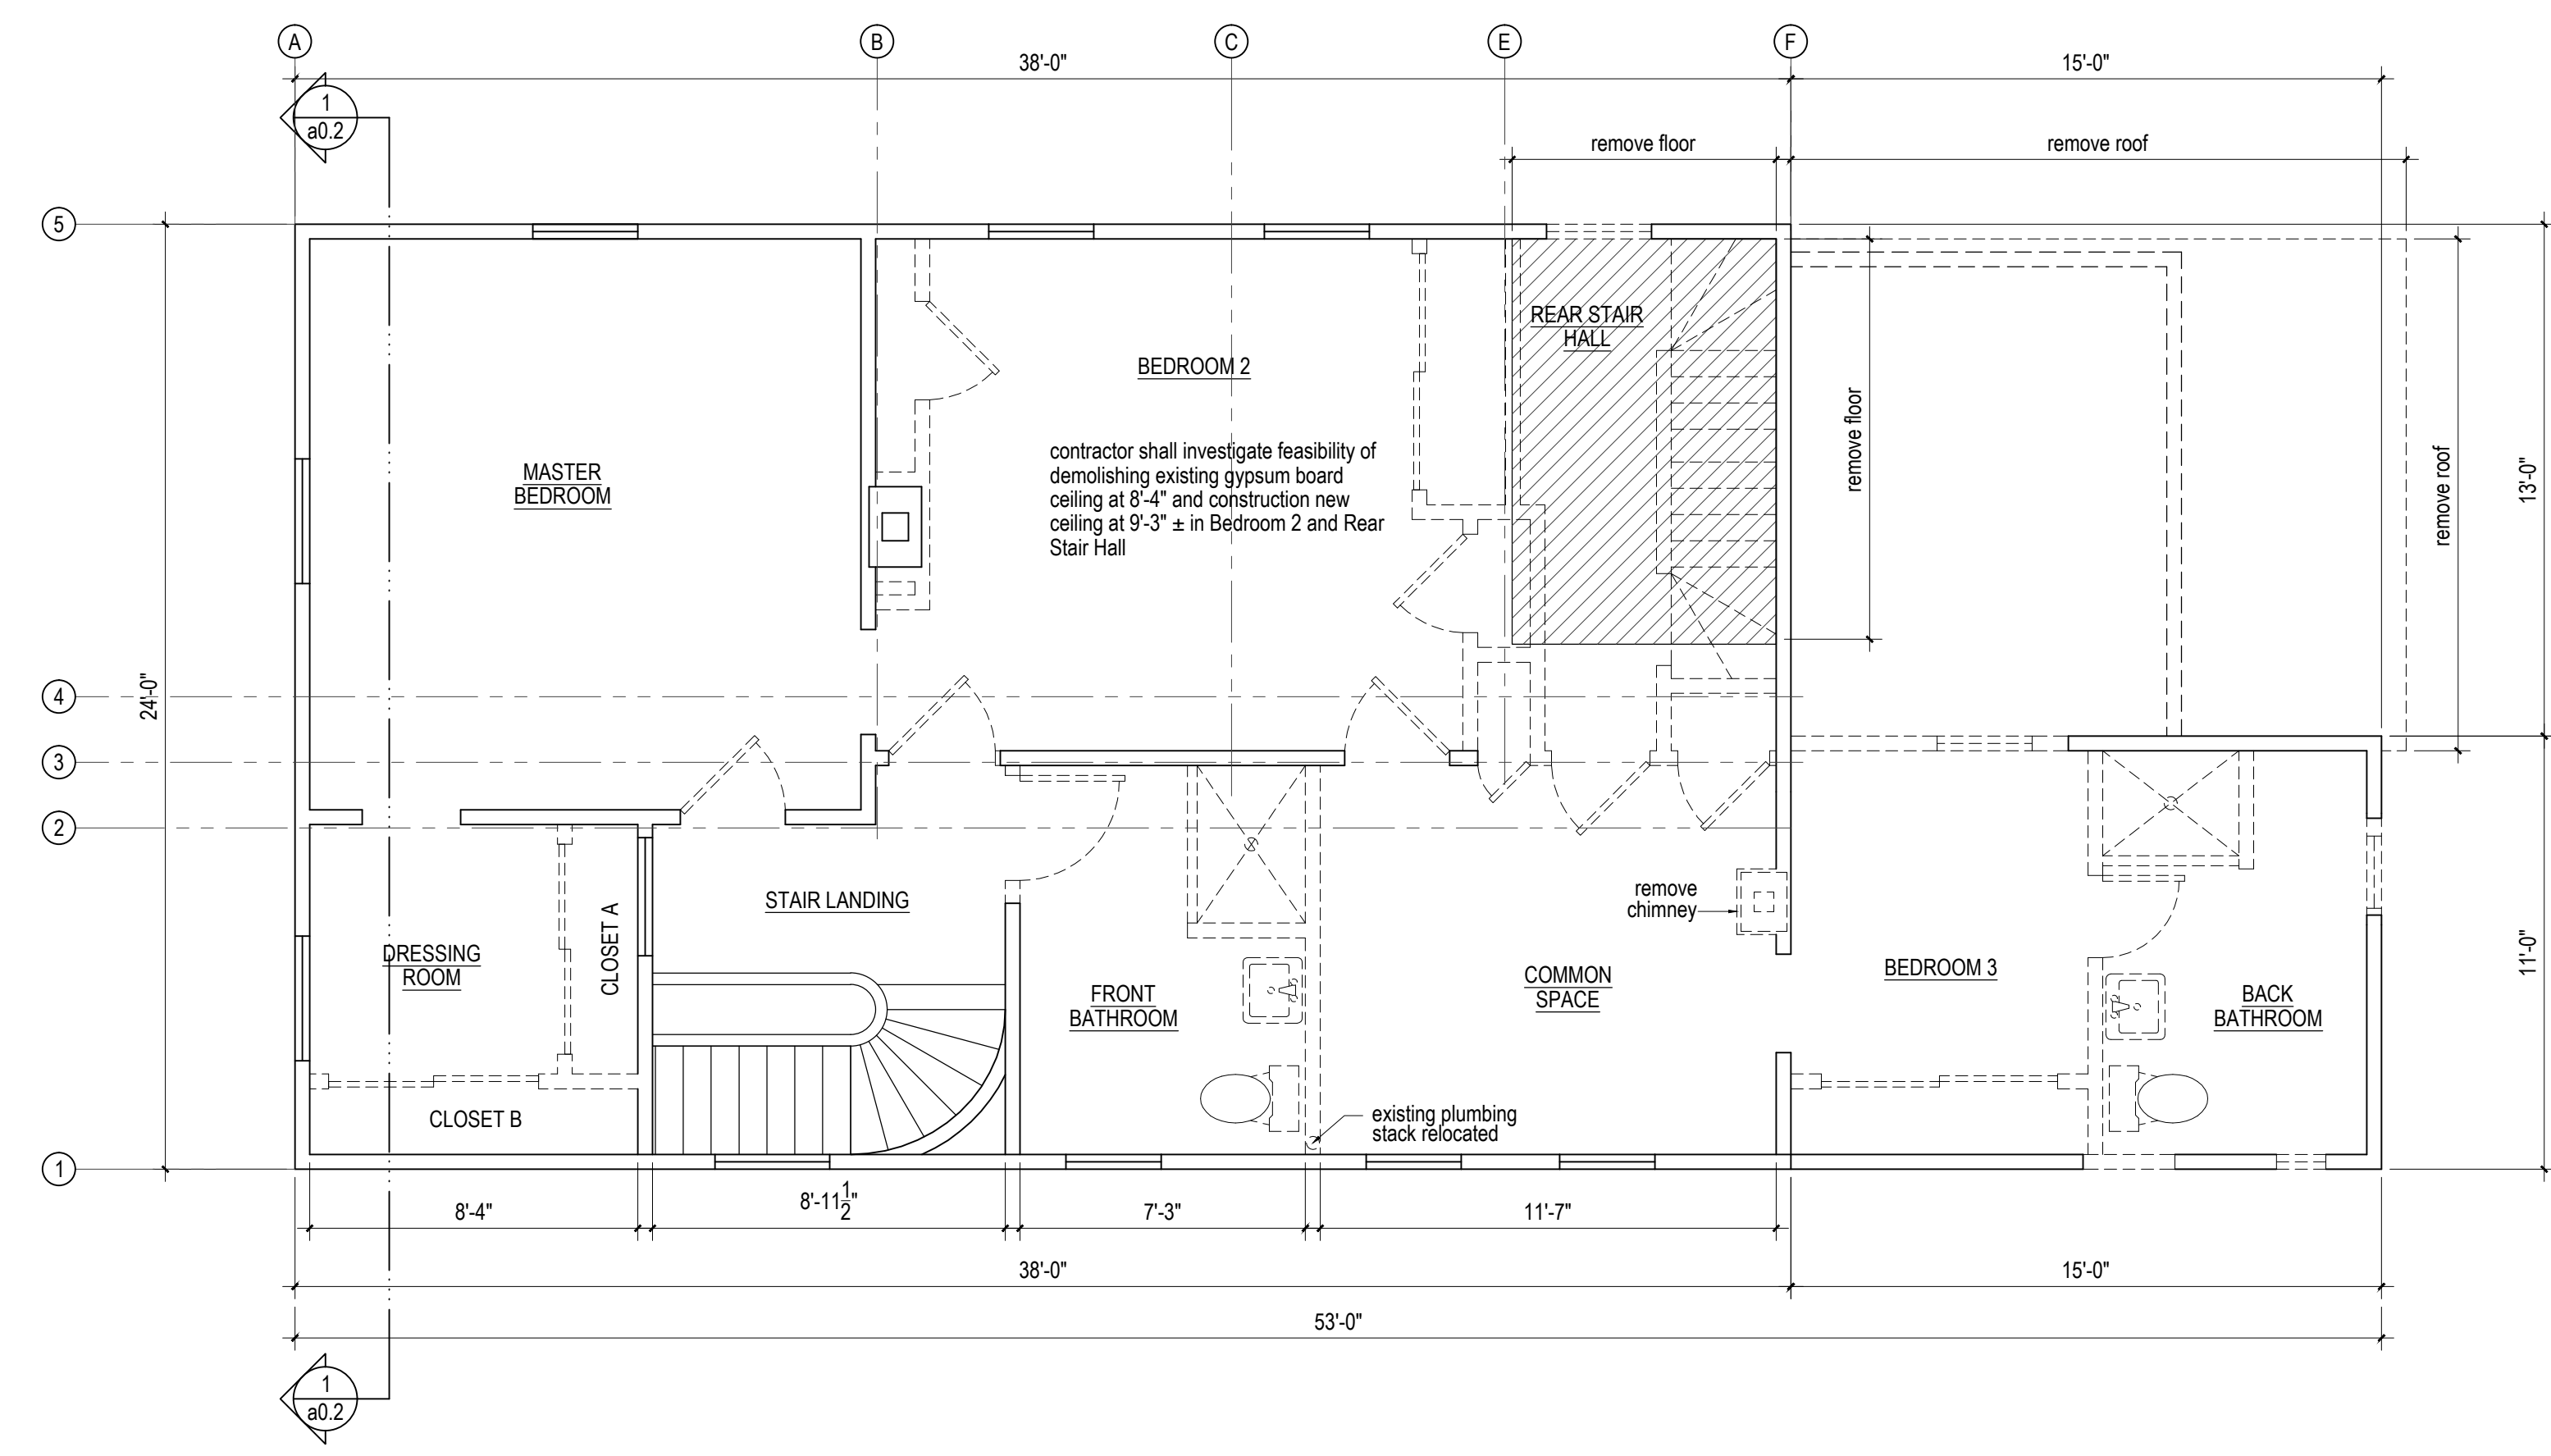 A
B
C
E
F
38'-0"
15'-0"
1
a0.2
remove floor
remove roof
5
REAR STAIR
HALL
BEDROOM 2
remove floor
contractor shall investigate feasibility of
demolishing existing gypsum board
ceiling at 8'-4" and construction new
ceiling at 9'-3" ± in Bedroom 2 and Rear
Stair Hall
MASTER
BEDROOM
remove roof
13'-0"
4
24'-0"
3
2
STAIR LANDING
remove
chimney
CLOSET A
DRESSING
ROOM
FRONT
BATHROOM
COMMON
SPACE
BEDROOM 3
BACK
BATHROOM
11'-0"
CLOSET B
existing plumbing
stack relocated
1
8'-4"
8'-11 1/2"
7'-3"
11'-7"
38'-0"
15'-0"
53'-0"
1
a0.2